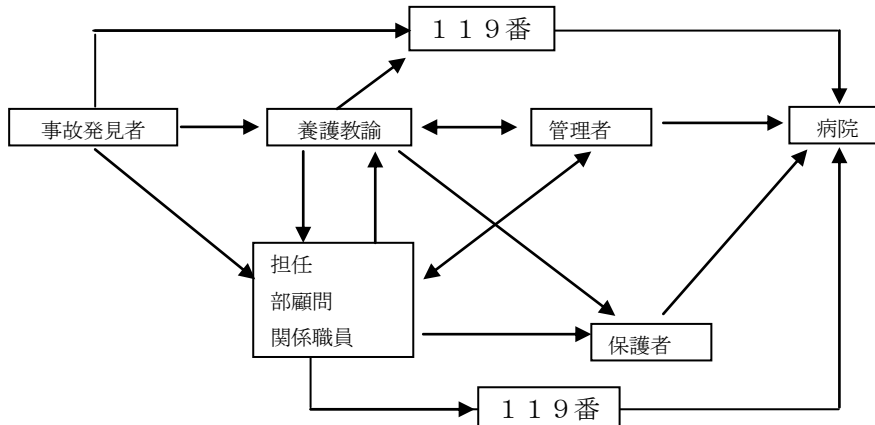 １１９番
事故発見者
養護教諭
管理者
病院
担任
部顧問
関係職員
保護者
１１９番